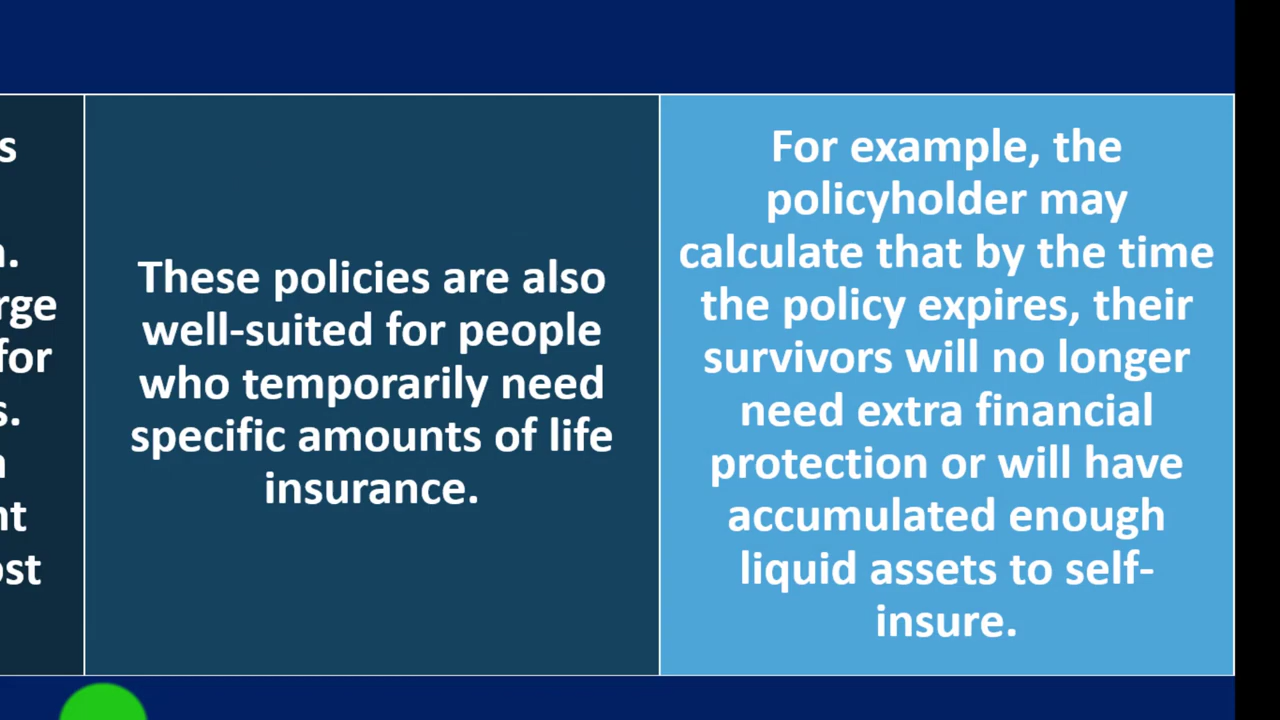 These policies are also
well-suited for people
who temporarily need
specific amounts of life
insurance.
For example, the
policyholder may
calculate that by the time
the policy expires, their
survivors will no longer
need extra financial
protection or will have
accumulated enough
liquid assets to self-
insure.